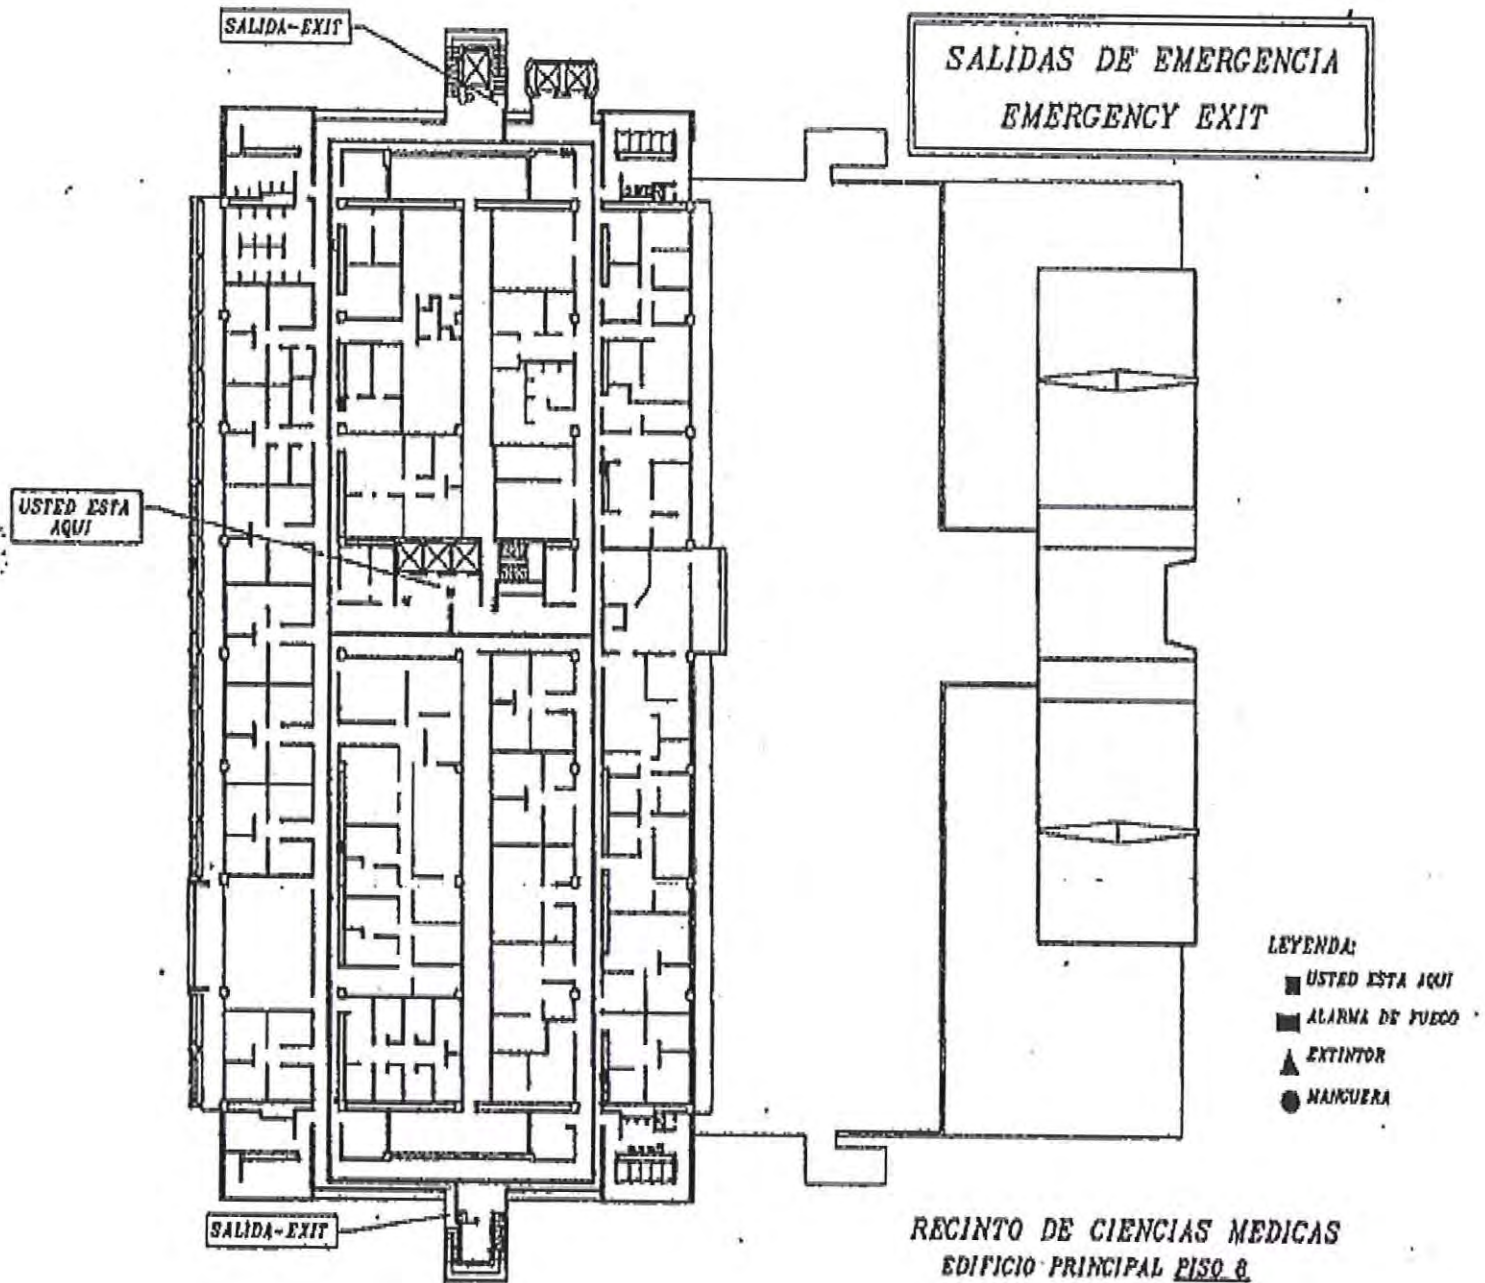 SALIDA-EXIT
SALIDAS DE EMERGENCIA
EMERGENCY EXIT
USTED ESTA
AQUI
LEYENDA:
USTED ESTA AQUI
ALARMA DE FUEGO
EXTINTOR
MANGUERA
SALIDA-EXIT
RECINTO DE CIENCIAS MEDICAS
EDIFICIO PRINCIPAL PISO 8